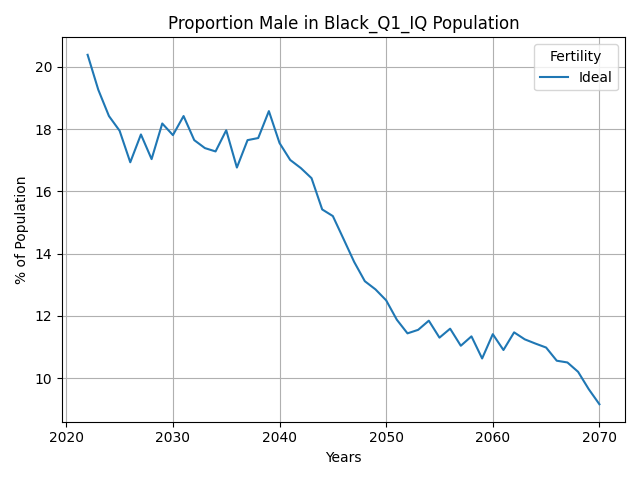 Proportion Male in Black_Q1_IQ Population
Fertility
Ideal
% of Population
20
18
16
14
12
10
2020 2030 2040 2050 2060 2070
Years